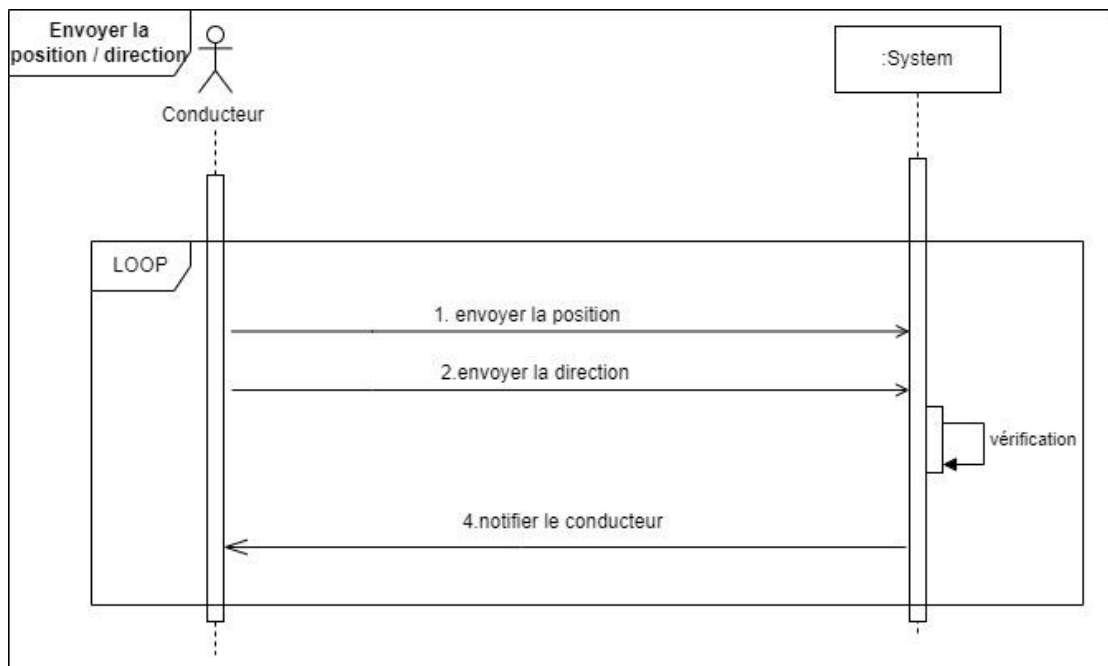 Envoyer la
position / direction
Conducteur
:System
LOOP
1. envoyer la position
2.envoyer la direction
vérification
4.notifier le conducteur